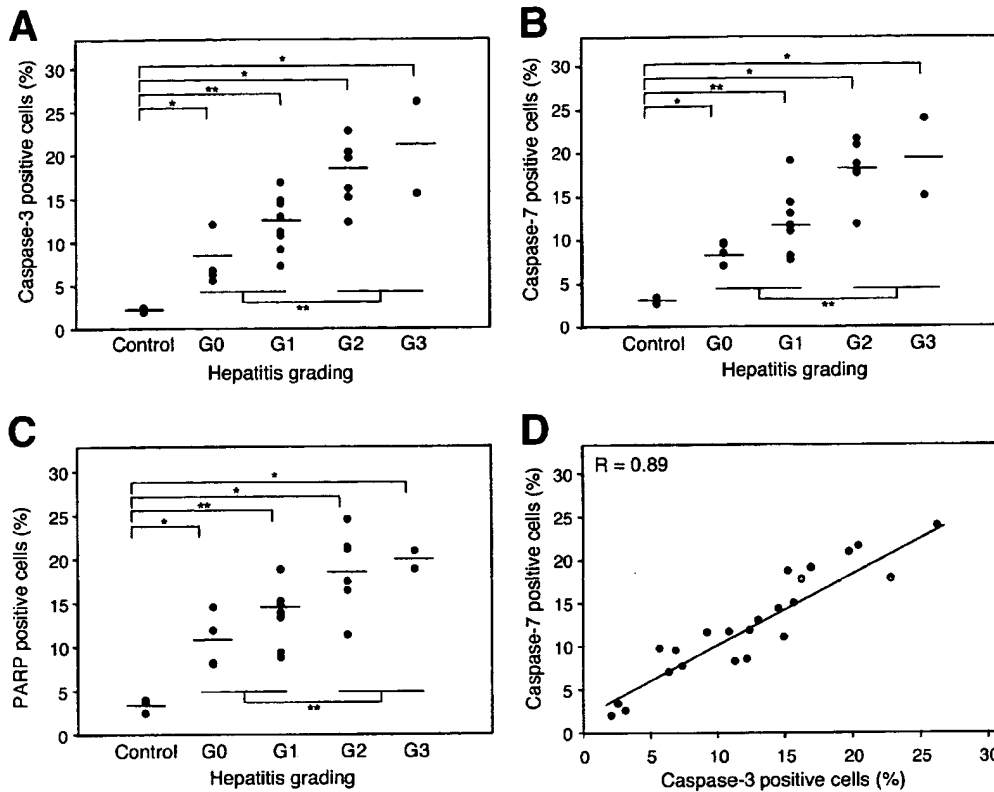 A
Caspase-3 positive cells (%)
30
25
20
15
10
5
0
*
*
**
*
**
Control G0 G1 G2 G3
Hepatitis grading
B
Caspase-7 positive cells (%)
30
25
20
15
10
5
0
*
*
**
*
**
Control G0 G1 G2 G3
Hepatitis grading
C
PARP positive cells (%)
30
25
20
15
10
5
0
*
*
**
*
**
Control G0 G1 G2 G3
Hepatitis grading
D
R = 0.89
Caspase-7 positive cells (%)
30
25
20
15
10
5
0
0 5 10 15 20 25 30
Caspase-3 positive cells (%)